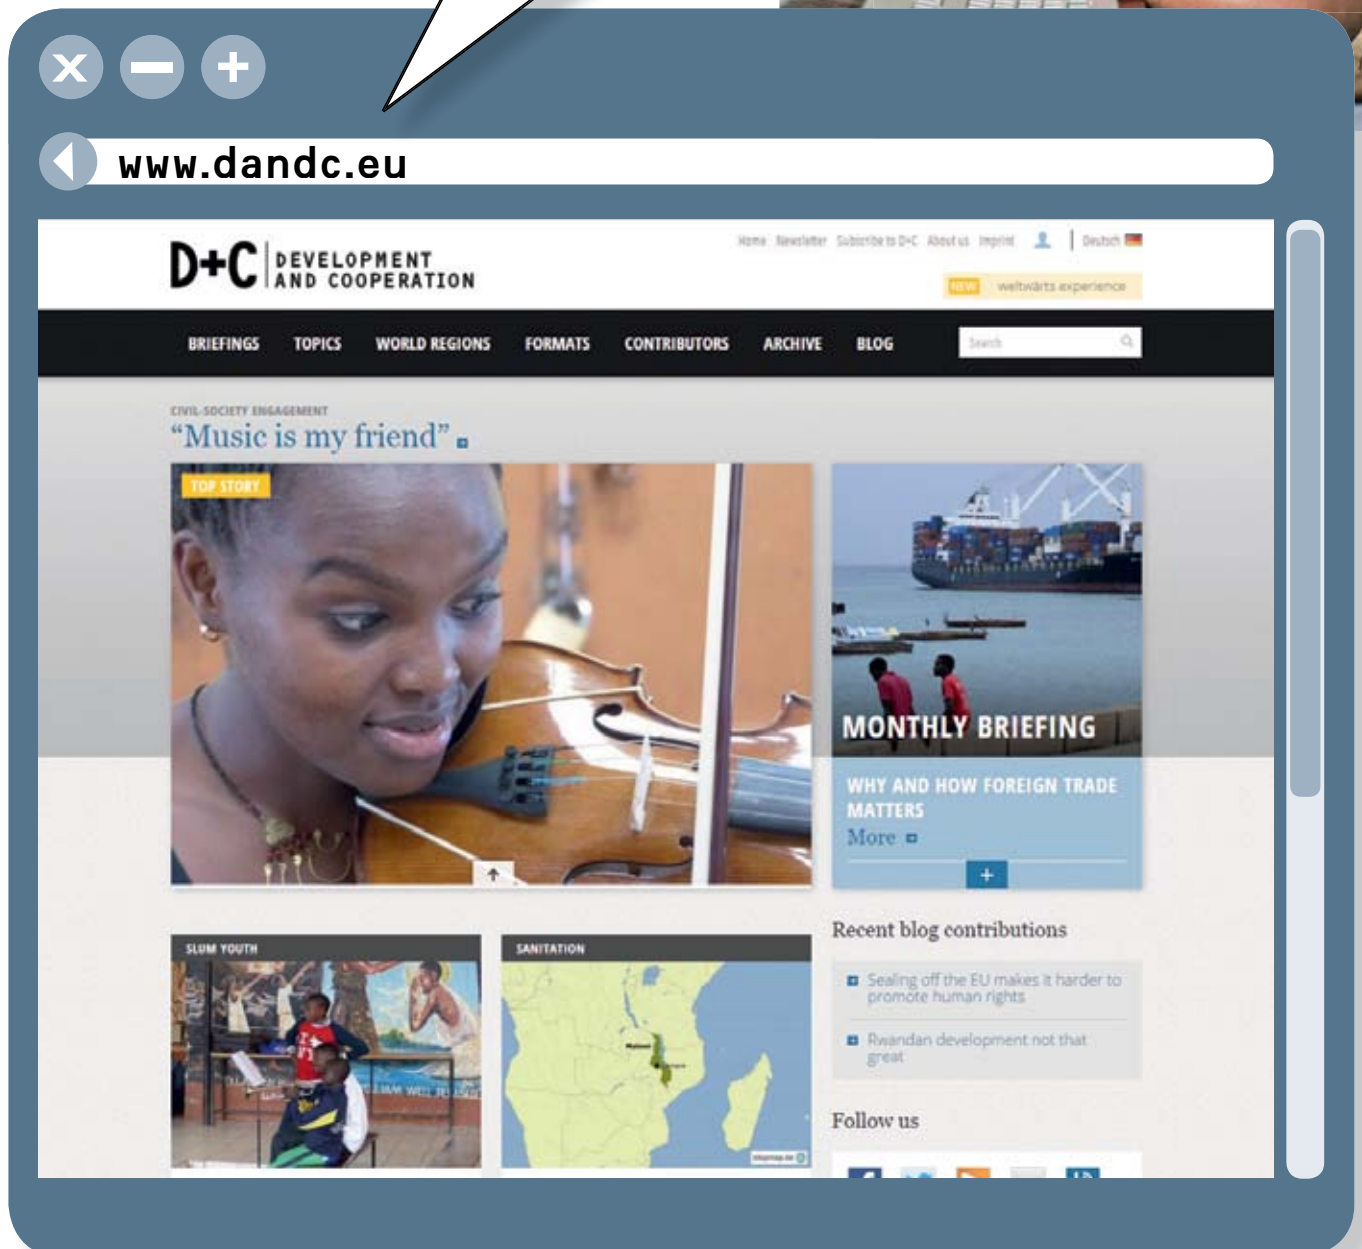 www.dandc.eu
Home Newsletter Subscribe to D+C About us Imprint Deutsch
D+C DEVELOPMENT
AND COOPERATION
NEW weltwärts experience
BRIEFINGS TOPICS WORLD REGIONS FORMATS CONTRIBUTORS ARCHIVE BLOG Search
CIVIL-SOCIETY ENGAGEMENT
“Music is my friend”
TOP STORY
MONTHLY BRIEFING
WHY AND HOW FOREIGN TRADE
MATTERS
More
SLUM YOUTH
SANITATION
Malawi
Recent blog contributions
Sealing off the EU makes it harder to
promote human rights
Rwandan development not that
great
Follow us